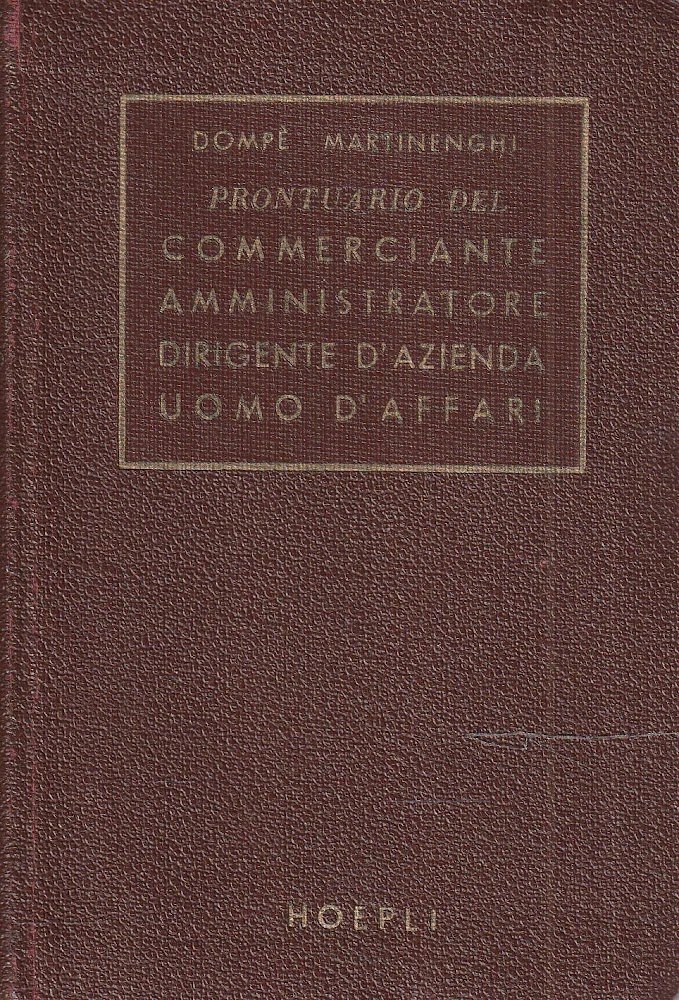 DOMPÈ MARTINENGHI
PRONTUARIO DEL
COMMERCIANTE
AMMINISTRATORE
DIRIGENTE D'AZIENDA
UOMO D'AFFARI
HOEPLI